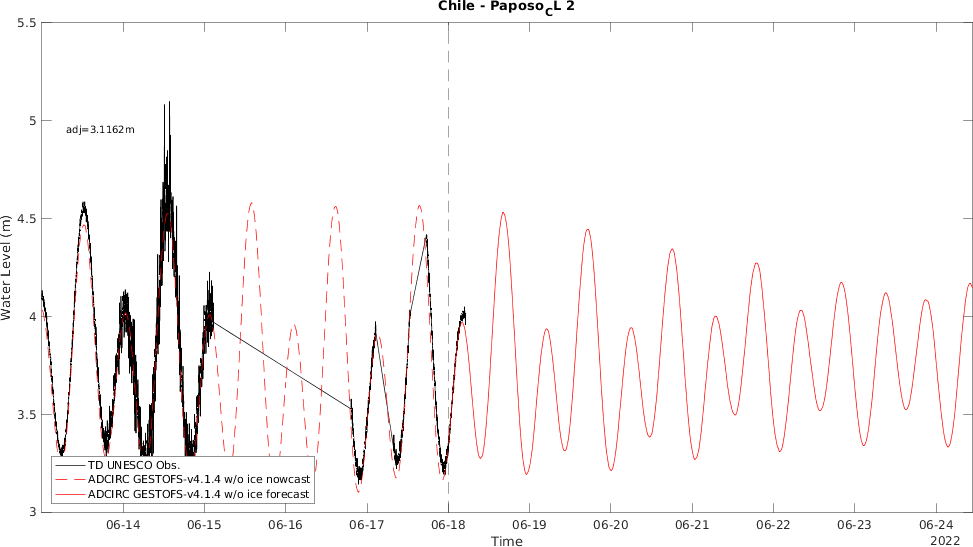 Chile - Paposo_CL 2
5.5
5
4.5
4
3.5
3
Water Level (m)
adj=3.1162m
TD UNESCO Obs.
ADCIRC GESTOFS-v4.1.4 w/o ice nowcast
ADCIRC GESTOFS-v4.1.4 w/o ice forecast
06-14 06-15 06-16 06-17 06-18 06-19 06-20 06-21 06-22 06-23 06-24
Time
2022